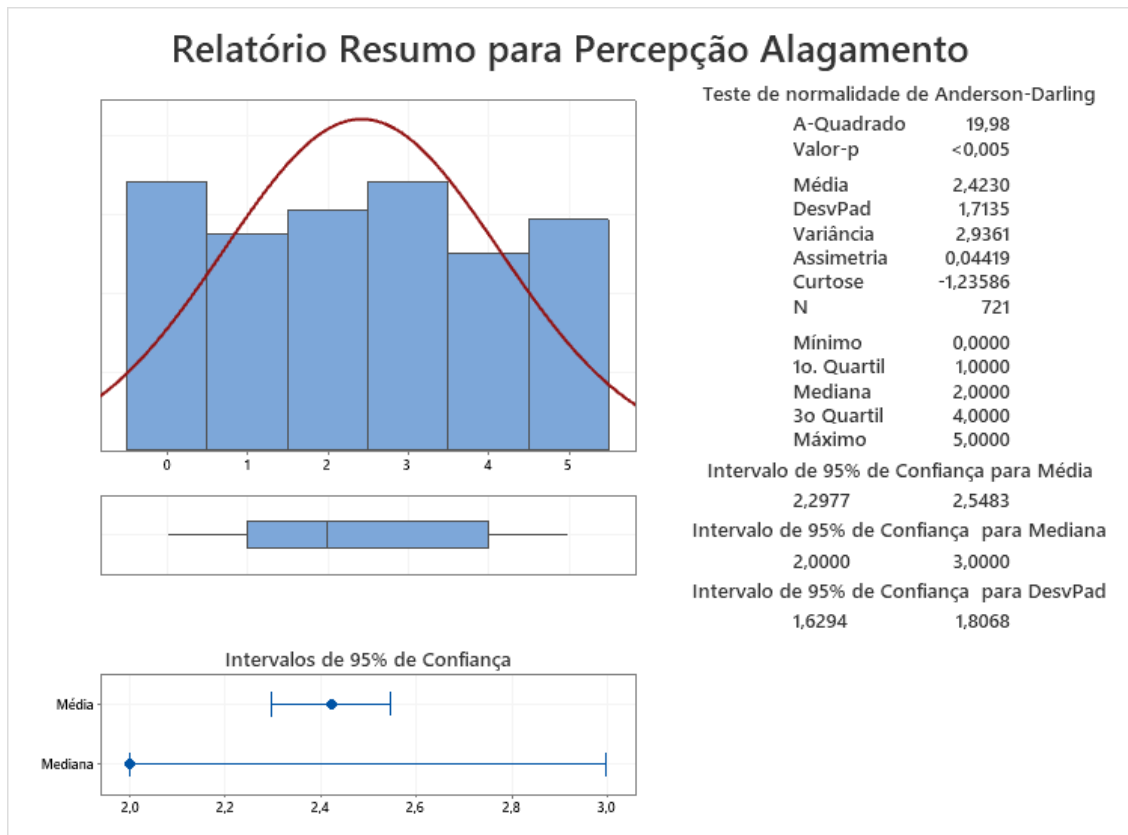 Relatório Resumo para Percepção Alagamento
0 1 2 3 4 5
Intervalos de 95% de Confiança
Média
Mediana
2,0 2,2 2,4 2,6 2,8 3,0
Teste de normalidade de Anderson-Darling
A-Quadrado 19,98
Valor-p <0,005
Média 2,4230
DesvPad 1,7135
Variância 2,9361
Assimetria 0,04419
Curtose -1,23586
N 721
Mínimo 0,0000
1o. Quartil 1,0000
Mediana 2,0000
3o Quartil 4,0000
Máximo 5,0000
Intervalo de 95% de Confiança para Média
2,2977 2,5483
Intervalo de 95% de Confiança para Mediana
2,0000 3,0000
Intervalo de 95% de Confiança para DesvPad
1,6294 1,8068